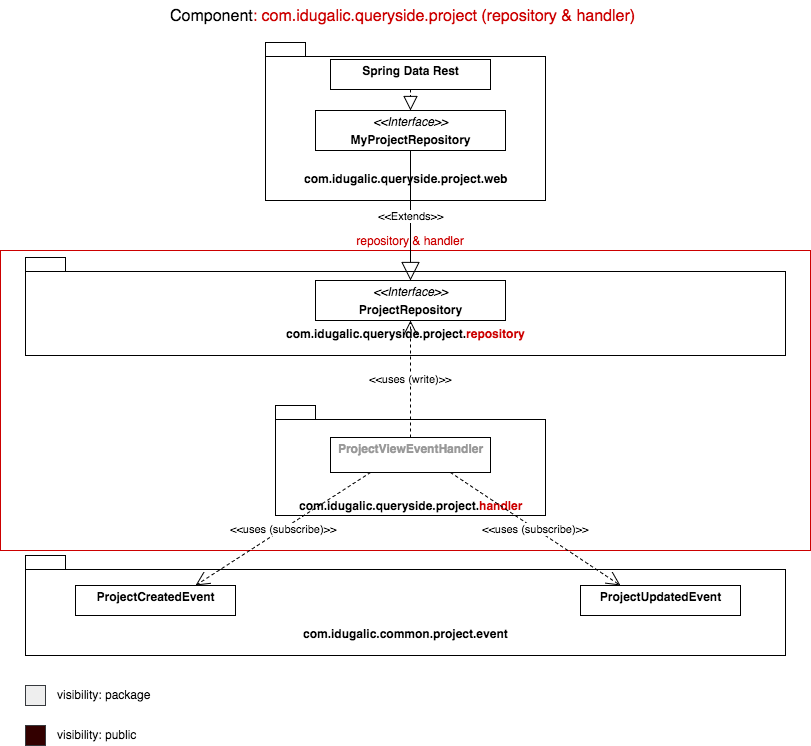 Component: com.idugalic.queryside.project (repository & handler)
Spring Data Rest
<<Interface>>
MyProjectRepository
com.idugalic.queryside.project.web
<<Extends>>
repository & handler
<<Interface>>
ProjectRepository
com.idugalic.queryside.project.repository
<<uses (write)>>
ProjectViewEventHandler
com.idugalic.queryside.project.handler
<<uses (subscribe)>> <<uses (subscribe)>>
ProjectCreatedEvent ProjectUpdatedEvent
com.idugalic.common.project.event
visibility: package
visibility: public